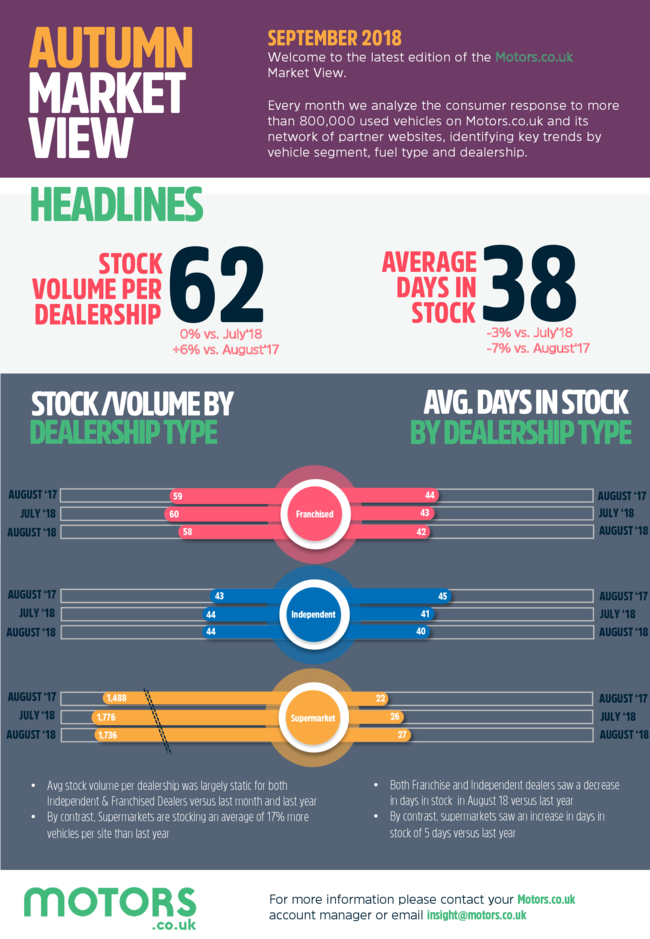 AUTUMN
MARKET
VIEW
SEPTEMBER 2018
Welcome to the latest edition of the Motors.co.uk
Market View.
Every month we analyze the consumer response to more
than 800,000 used vehicles on Motors.co.uk and its
network of partner websites, identifying key trends by
vehicle segment, fuel type and dealership.
HEADLINES
STOCK
VOLUME PER
DEALERSHIP
62
0% vs. July'18
+6% vs. August'17
AVERAGE
DAYS IN
STOCK
38
-3% vs. July'18
-7% vs. August'17
STOCK /VOLUME BY
DEALERSHIP TYPE
AVG. DAYS IN STOCK
BY DEALERSHIP TYPE
AUGUST '17 59 44 AUGUST '17
JULY '18 60 Franchised 43 JULY '18
AUGUST '18 58 42 AUGUST '18
AUGUST '17 43 45 AUGUST '17
JULY '18 44 Independent 41 JULY '18
AUGUST '18 44 40 AUGUST '18
AUGUST '17 1,488 22 AUGUST '17
JULY '18 1,776 Supermarket 26 JULY '18
AUGUST '18 1,736 27 AUGUST '18
• Avg stock volume per dealership was largely static for both
Independent & Franchised Dealers versus last month and last year
• By contrast, Supermarkets are stocking an average of 17% more
vehicles per site than last year
• Both Franchise and Independent dealers saw a decrease
in days in stock in August 18 versus last year
• By contrast, supermarkets saw an increase in days in
stock of 5 days versus last year
MOTORS
.co.uk
For more information please contact your Motors.co.uk
account manager or email insight@motors.co.uk